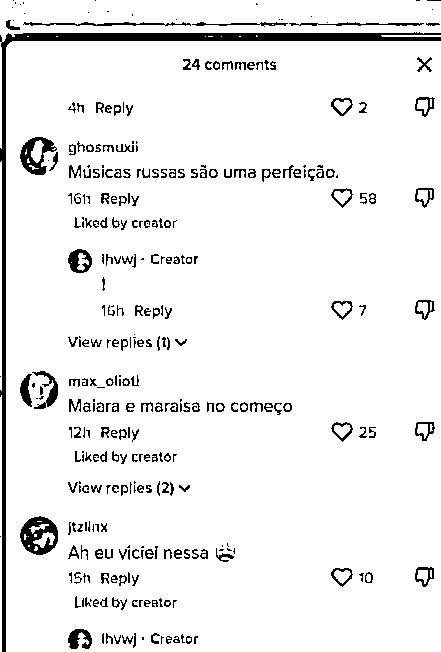 24 comments
4h Reply 2
ghosmuxii
Músicas russas são uma perfeição.
16h Reply 58
Liked by creator
lhvwj · Creator
!
16h Reply 7
View replies (1)
max_oliotl
Maiara e maraisa no começo
12h Reply 25
Liked by creator
View replies (2)
jtzlinx
Ah eu viciei nessa
15h Reply 10
Liked by creator
lhvwj · Creator